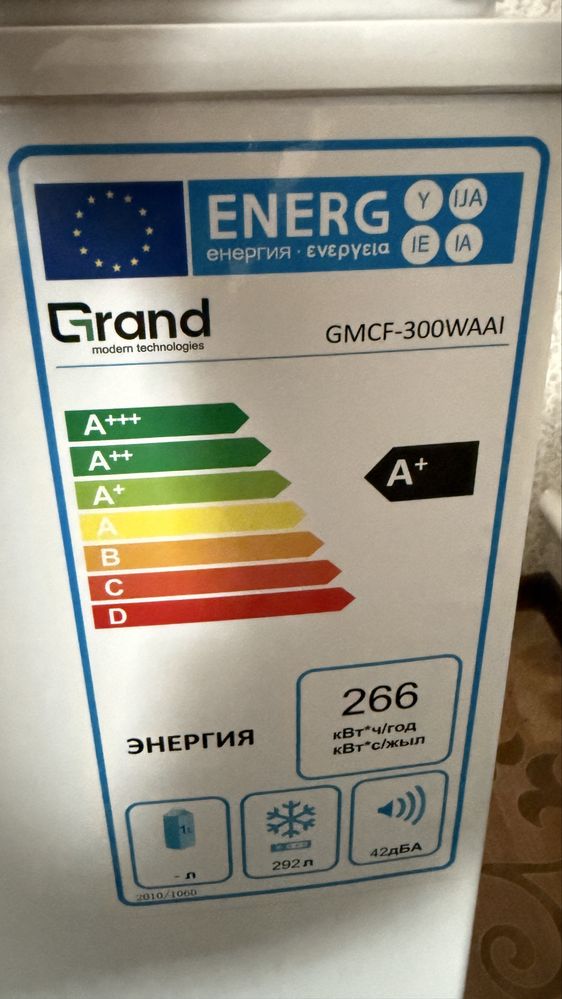 ENERG
енергия · ενεργεια
Y IJA
IE IA
Grand
modern technologies
GMCF-300WAAI
A+++
A++
A+
A
B
C
D
A+
ЭНЕРГИЯ
266
кВт*ч/год
кВт*с/жыл
1L
- л
292 л
42дБА
2010/1060